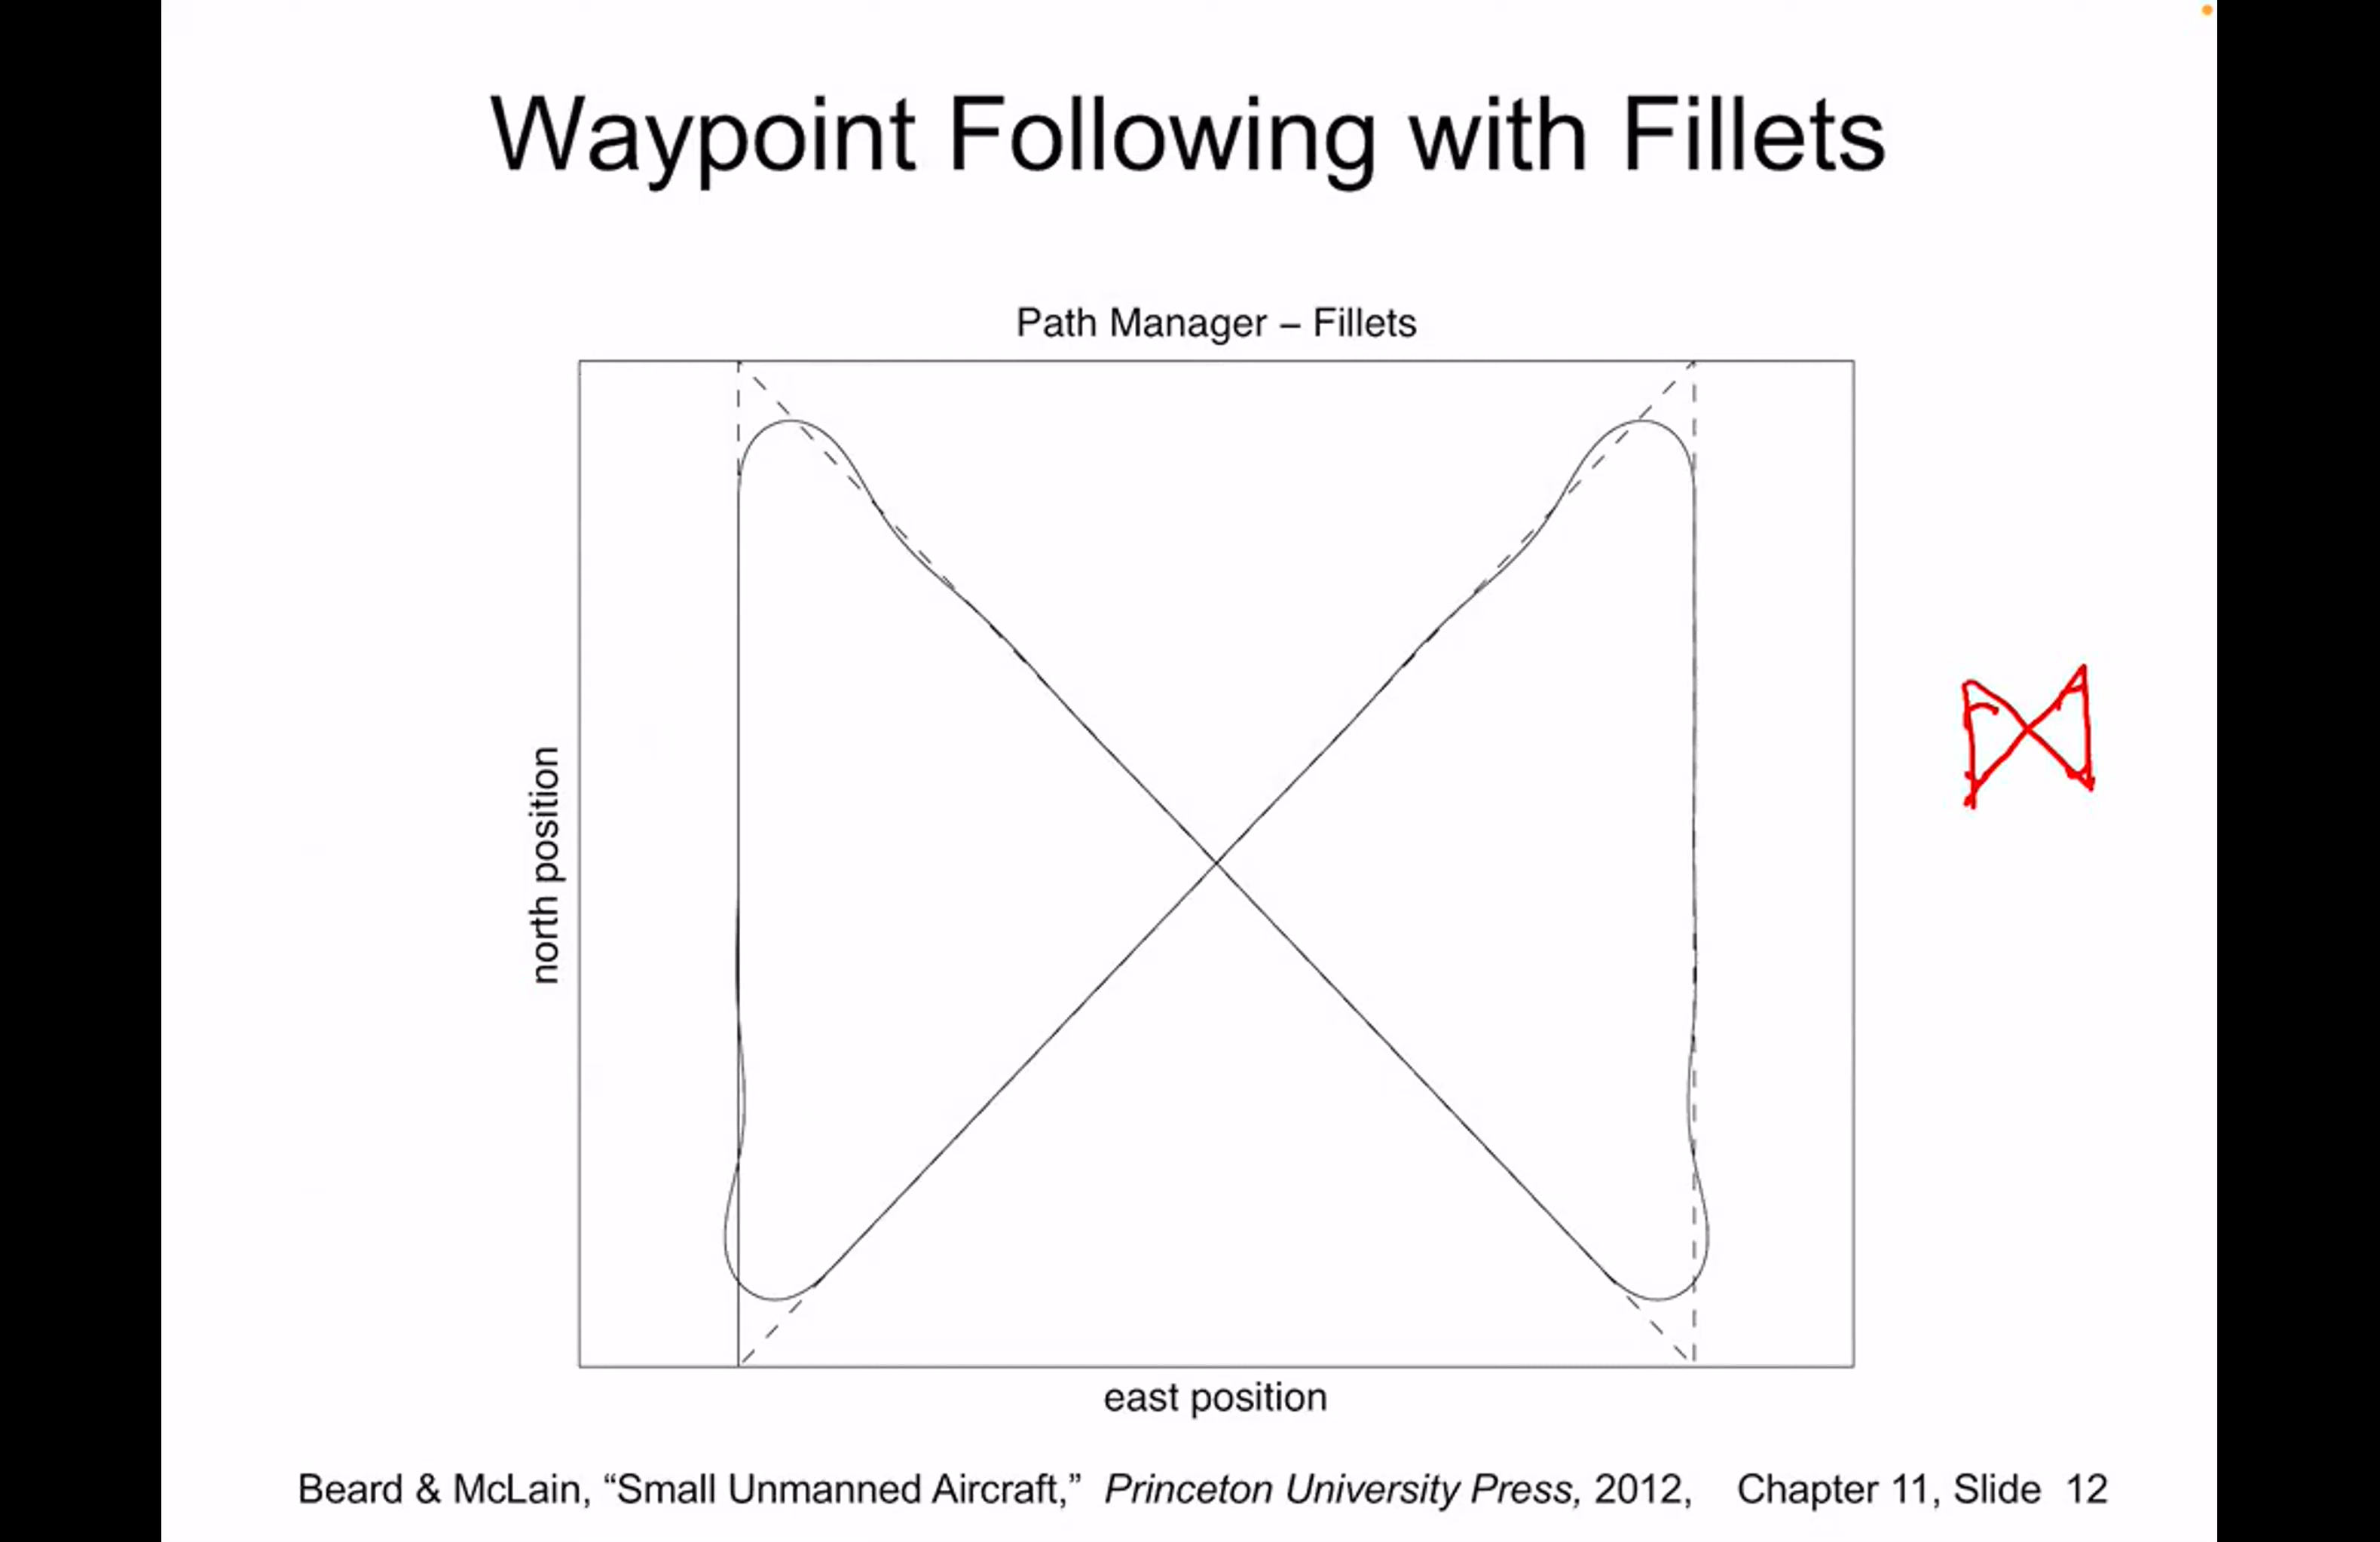 Waypoint Following with Fillets
Path Manager – Fillets
north position
east position
Beard & McLain, “Small Unmanned Aircraft,” Princeton University Press, 2012, Chapter 11, Slide 12